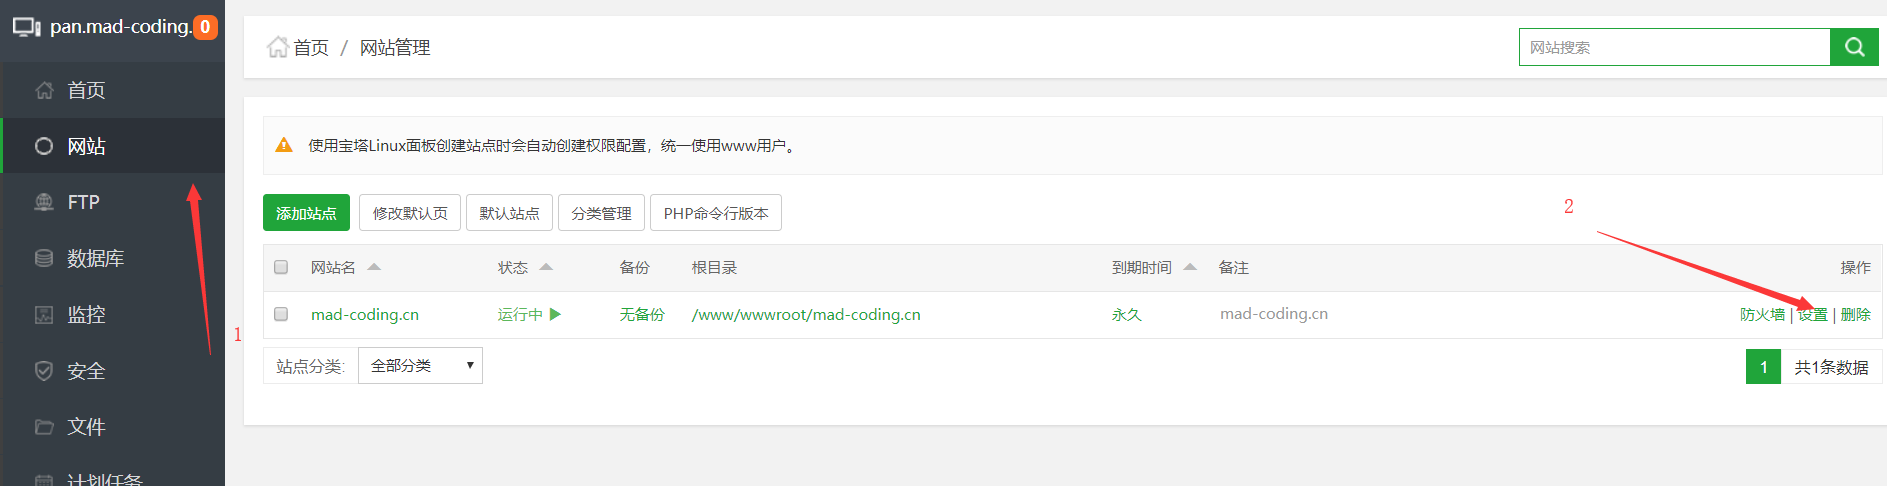 pan.mad-coding. 0
首页
网站
FTP
数据库
监控
安全
文件
计划任务
首页 / 网站管理
网站搜索
使用宝塔Linux面板创建站点时会自动创建权限配置，统一使用www用户。
添加站点 修改默认页 默认站点 分类管理 PHP命令行版本
网站名 状态 备份 根目录 到期时间 备注 操作
mad-coding.cn 运行中 无备份 /www/wwwroot/mad-coding.cn 永久 mad-coding.cn 防火墙 | 设置 | 删除
站点分类: 全部分类 1 共1条数据
1
2